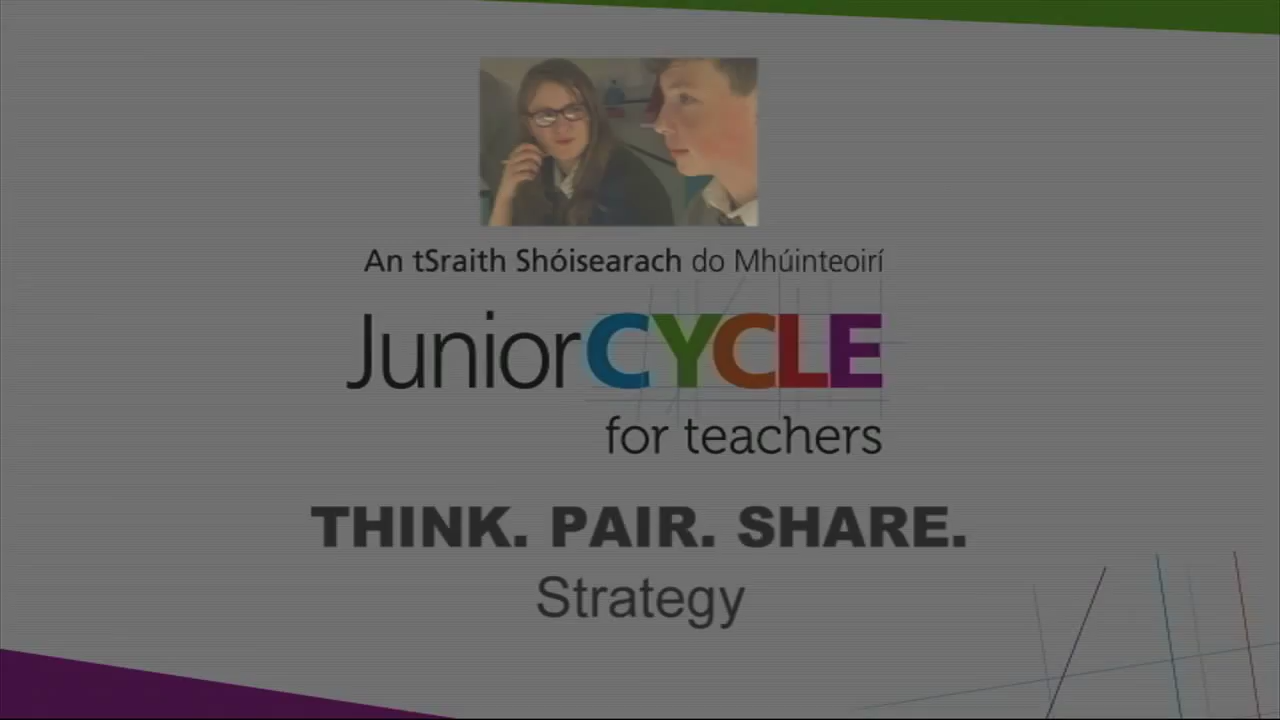 An tSraith Shóisearach do Mhúinteoirí
JuniorCYCLE
for teachers
THINK. PAIR. SHARE.
Strategy